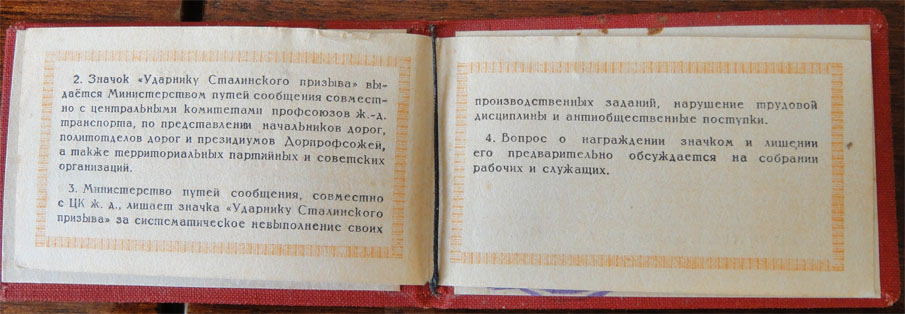 2. Значок «Ударнику Сталинского призыва» вы-
даётся Министерством путей сообщения совмест-
но с центральными комитетами профсоюзов ж.-д.
транспорта, по представлении начальников дорог,
политотделов дорог и президиумов Дорпрофсожей,
а также территориальных партийных и советских
организаций.
3. Министерство путей сообщения, совместно
с ЦК ж. д., лишает значка «Ударнику Сталинского
призыва» за систематическое невыполнение своих
производственных заданий, нарушение трудовой
дисциплины и антиобщественные поступки.
4. Вопрос о награждении значком и лишении
его предварительно обсуждается на собрании
рабочих и служащих.